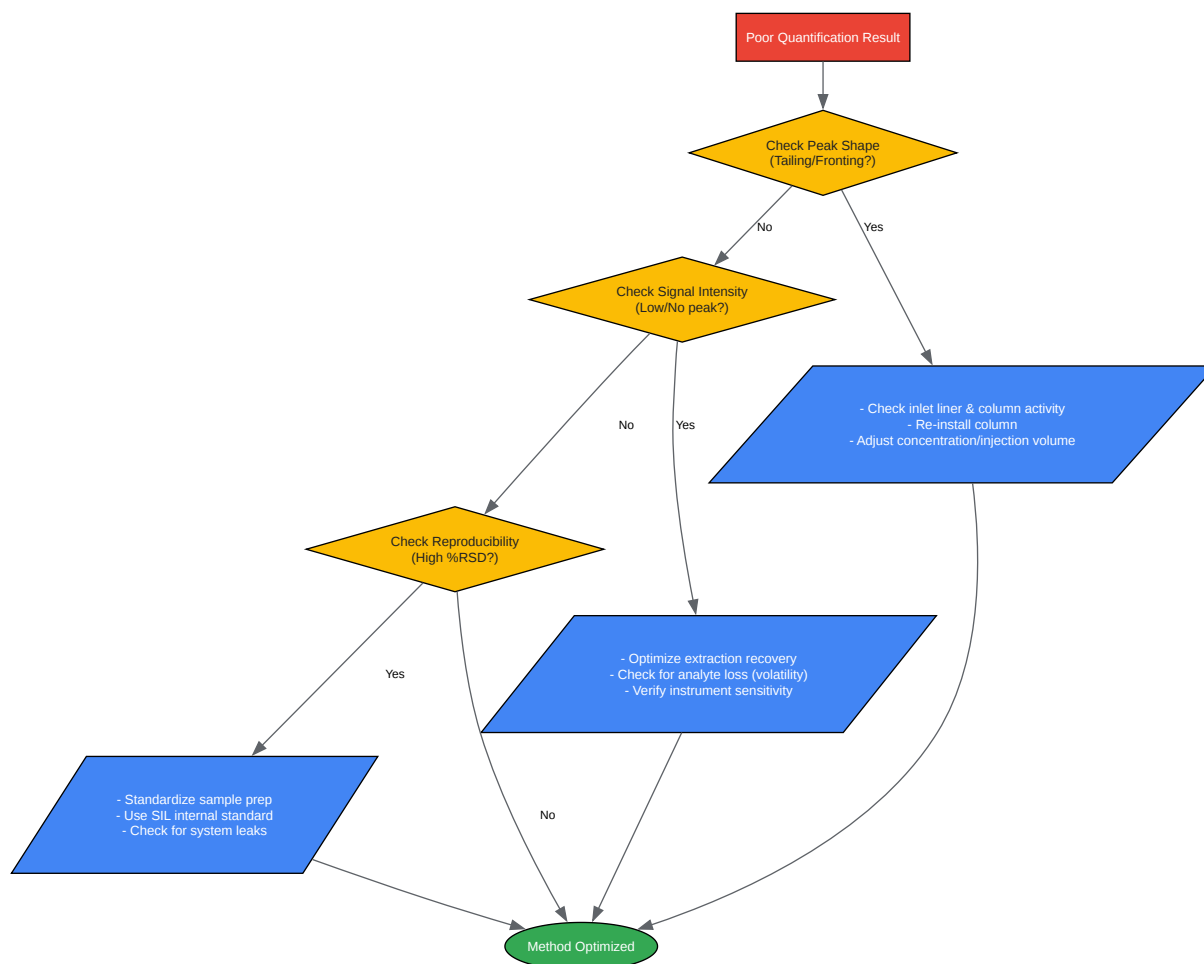 Poor Quantification Result
Check Peak Shape
(Tailing/Fronting?)
No
Yes
Check Signal Intensity
(Low/No peak?)
- Check inlet liner & column activity
- Re-install column
- Adjust concentration/injection volume
No
Yes
Check Reproducibility
(High %RSD?)
- Optimize extraction recovery
- Check for analyte loss (volatility)
- Verify instrument sensitivity
Yes
- Standardize sample prep
- Use SIL internal standard
- Check for system leaks
No
Method Optimized